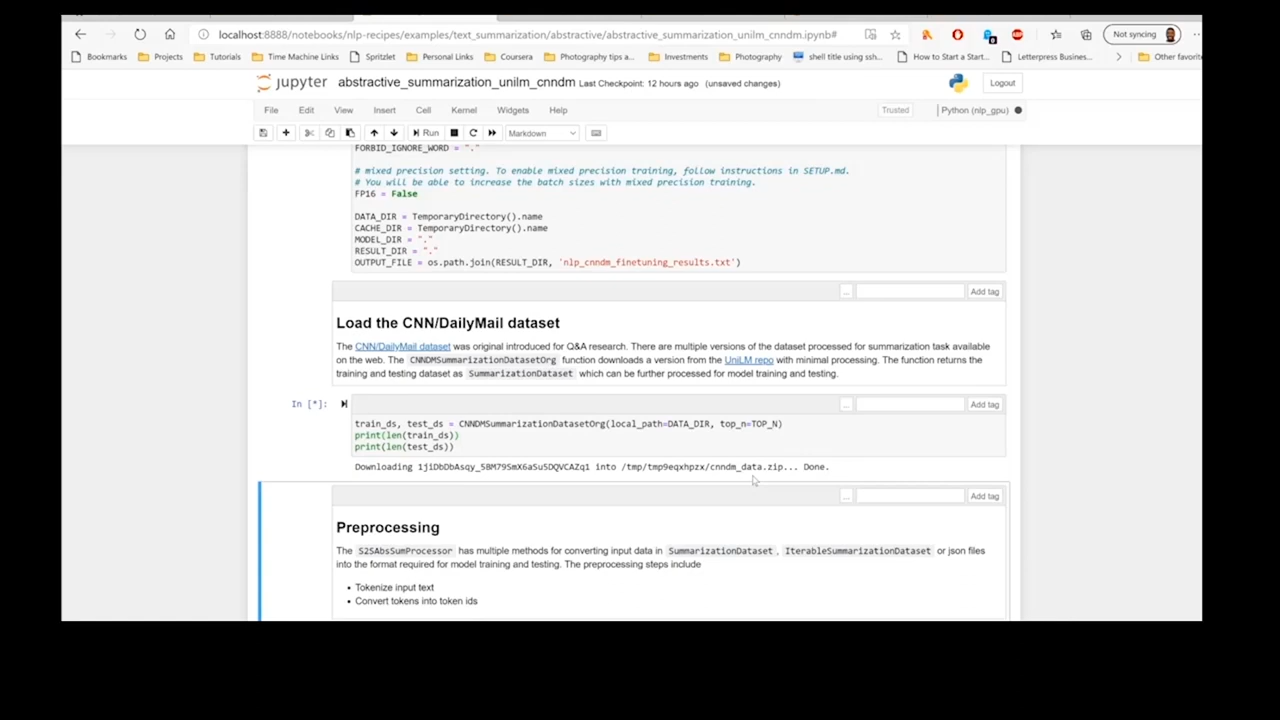 localhost:8888/notebooks/nlp-recipes/examples/text_summarization/abstractive/abstractive_summarization_unilm_cnndm.ipynb#
Not syncing
Bookmarks Projects Tutorials Time Machine Links Spritzlet Personal Links Coursera Photography tips a... Investments Photography shell title using ssh... How to Start a Start... Letterpress Busines... Other favorite
jupyter abstractive_summarization_unilm_cnndm Last Checkpoint: 12 hours ago (unsaved changes) Logout
File Edit View Insert Cell Kernel Widgets Help Trusted Python (nlp_gpu)
Run Markdown
FORBID_IGNORE_WORD = "."
# mixed precision setting. To enable mixed precision training, follow instructions in SETUP.md.
# You will be able to increase the batch sizes with mixed precision training.
FP16 = False
DATA_DIR = TemporaryDirectory().name
CACHE_DIR = TemporaryDirectory().name
MODEL_DIR = "."
RESULT_DIR = "."
OUTPUT_FILE = os.path.join(RESULT_DIR, 'nlp_cnndm_finetuning_results.txt')
... Add tag
Load the CNN/DailyMail dataset
The CNN/DailyMail dataset was original introduced for Q&A research. There are multiple versions of the dataset processed for summarization task available
on the web. The CNNDMSummarizationDatasetOrg function downloads a version from the UniLM repo with minimal processing. The function returns the
training and testing dataset as SummarizationDataset which can be further processed for model training and testing.
In [*]: ... Add tag
train_ds, test_ds = CNNDMSummarizationDatasetOrg(local_path=DATA_DIR, top_n=TOP_N)
print(len(train_ds))
print(len(test_ds))
Downloading 1jiDbDbAsqy_5BM79SmX6aSu5DQVCAZq1 into /tmp/tmp9eqxhpzx/cnndm_data.zip... Done.
... Add tag
Preprocessing
The S2SAbsSumProcessor has multiple methods for converting input data in SummarizationDataset, IterableSummarizationDataset or json files
into the format required for model training and testing. The preprocessing steps include
• Tokenize input text
• Convert tokens into token ids